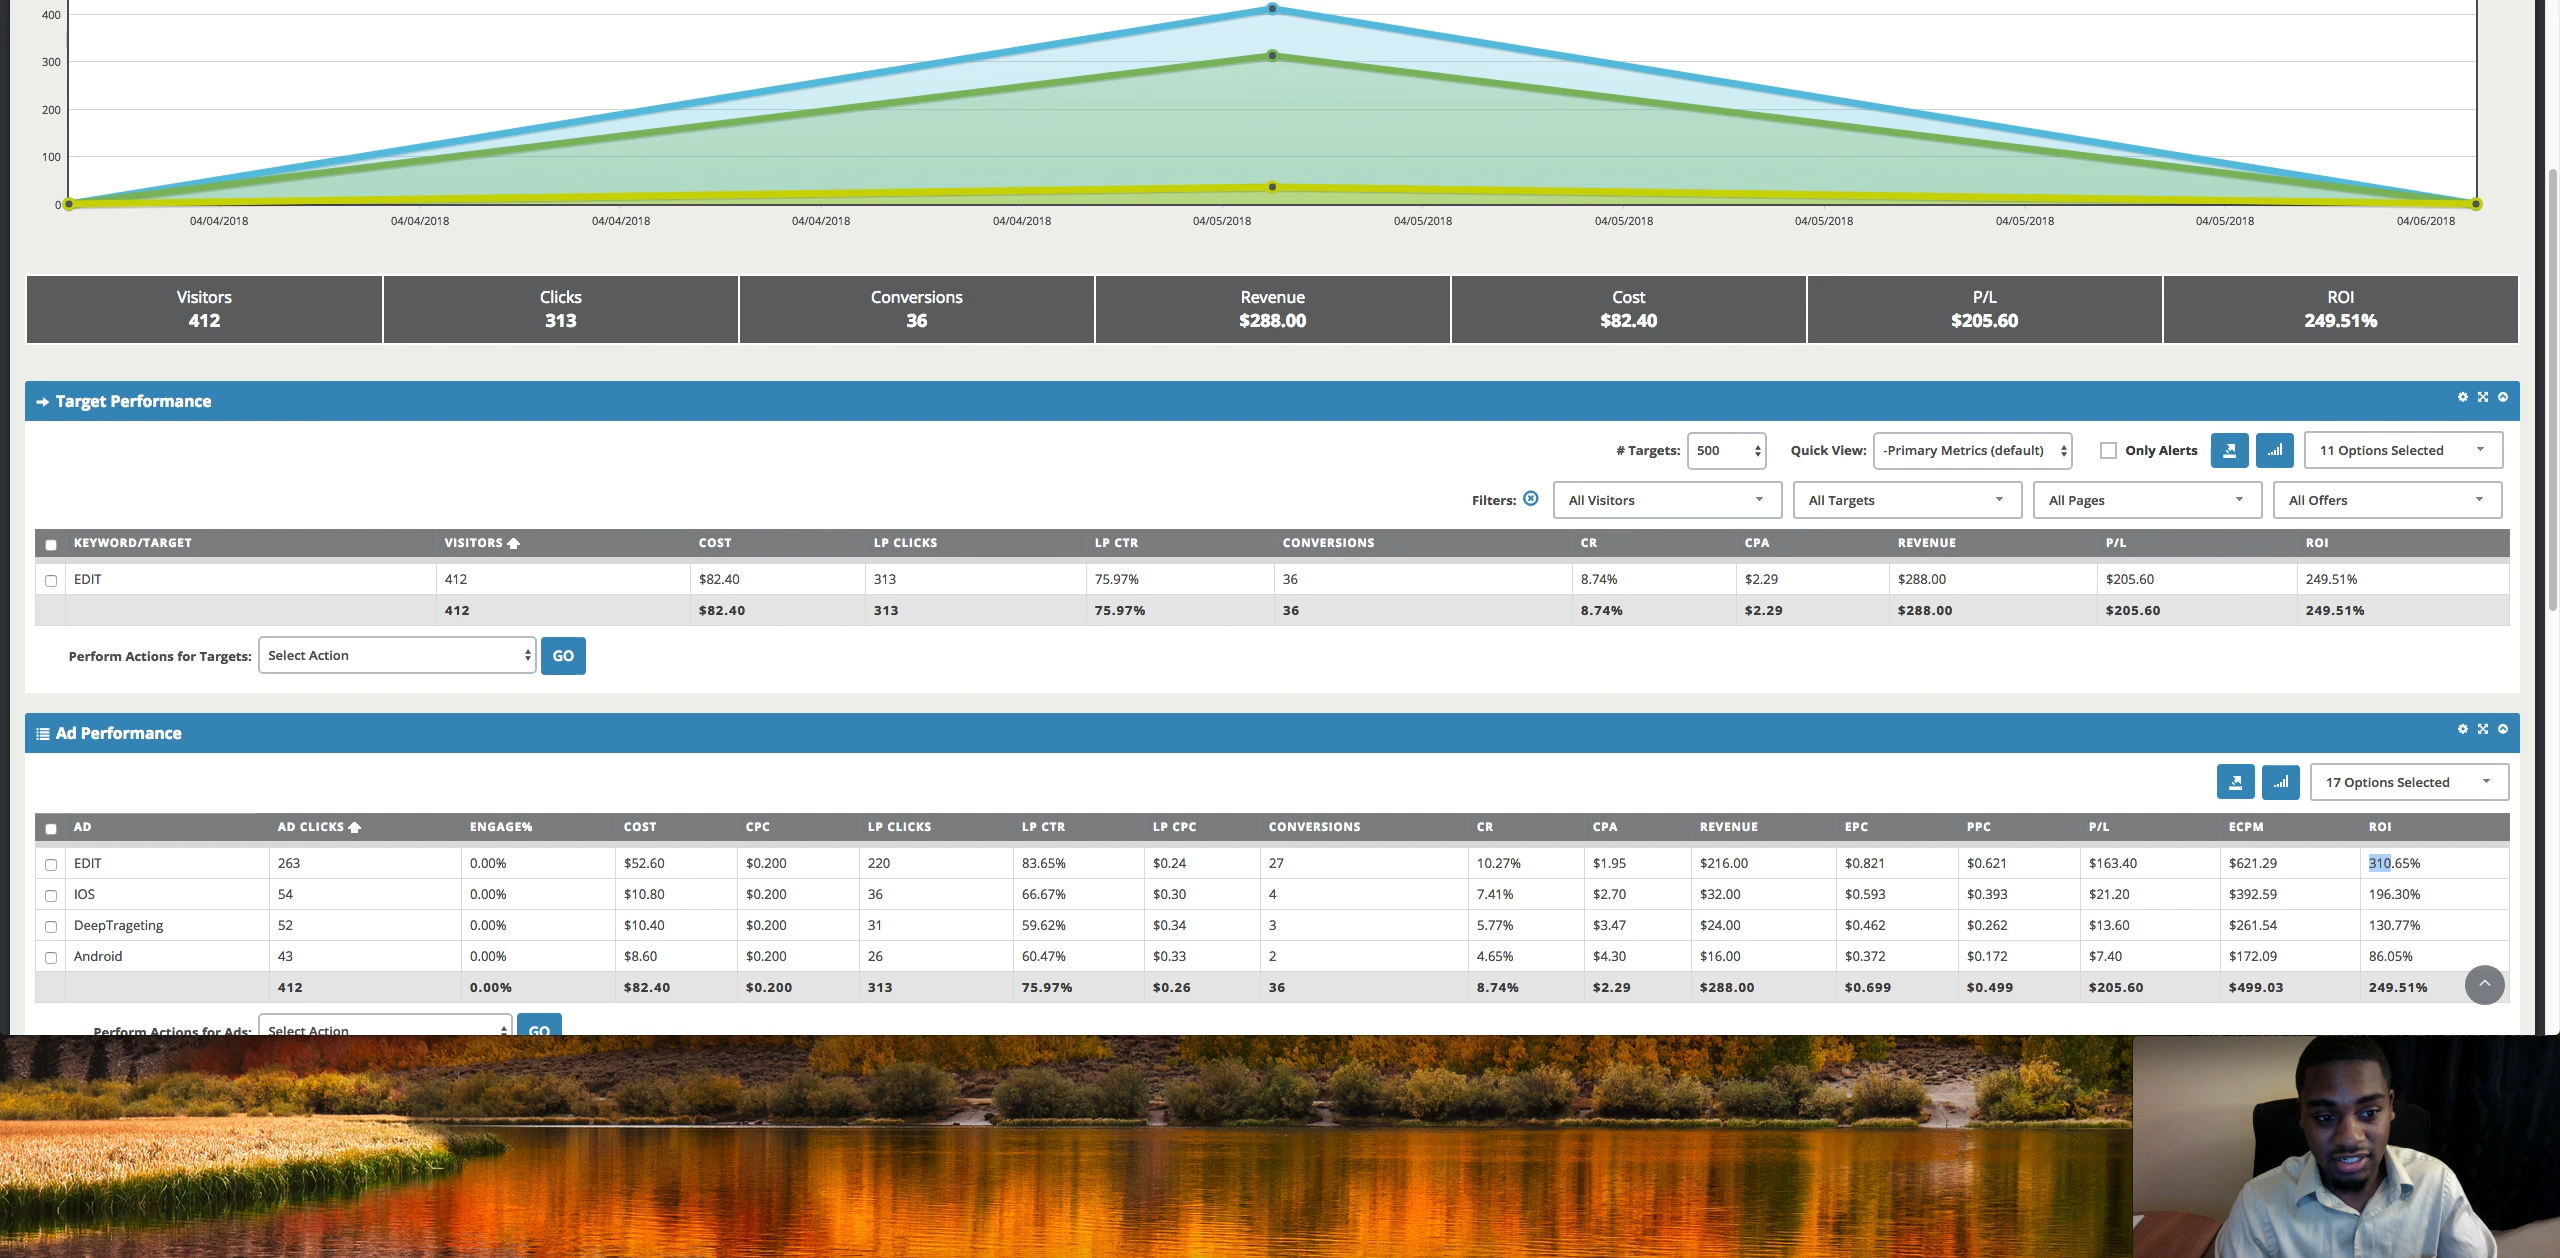 400
300
200
100
0
04/04/2018 04/04/2018 04/04/2018 04/04/2018 04/04/2018 04/05/2018 04/05/2018 04/05/2018 04/05/2018 04/05/2018 04/05/2018 04/06/2018
Visitors Clicks Conversions Revenue Cost P/L ROI
412 313 36 $288.00 $82.40 $205.60 249.51%
Target Performance
# Targets: 500 Quick View: -Primary Metrics (default) Only Alerts 11 Options Selected
Filters: All Visitors All Targets All Pages All Offers
KEYWORD/TARGET VISITORS COST LP CLICKS LP CTR CONVERSIONS CR CPA REVENUE P/L ROI
EDIT 412 $82.40 313 75.97% 36 8.74% $2.29 $288.00 $205.60 249.51%
412 $82.40 313 75.97% 36 8.74% $2.29 $288.00 $205.60 249.51%
Perform Actions for Targets: Select Action GO
Ad Performance
17 Options Selected
AD AD CLICKS ENGAGE% COST CPC LP CLICKS LP CTR LP CPC CONVERSIONS CR CPA REVENUE EPC PPC P/L ECPM ROI
EDIT 263 0.00% $52.60 $0.200 220 83.65% $0.24 27 10.27% $1.95 $216.00 $0.821 $0.621 $163.40 $621.29 310.65%
IOS 54 0.00% $10.80 $0.200 36 66.67% $0.30 4 7.41% $2.70 $32.00 $0.593 $0.393 $21.20 $392.59 196.30%
DeepTrageting 52 0.00% $10.40 $0.200 31 59.62% $0.34 3 5.77% $3.47 $24.00 $0.462 $0.262 $13.60 $261.54 130.77%
Android 43 0.00% $8.60 $0.200 26 60.47% $0.33 2 4.65% $4.30 $16.00 $0.372 $0.172 $7.40 $172.09 86.05%
412 0.00% $82.40 $0.200 313 75.97% $0.26 36 8.74% $2.29 $288.00 $0.699 $0.499 $205.60 $499.03 249.51%
Perform Actions for Ads: Select Action GO